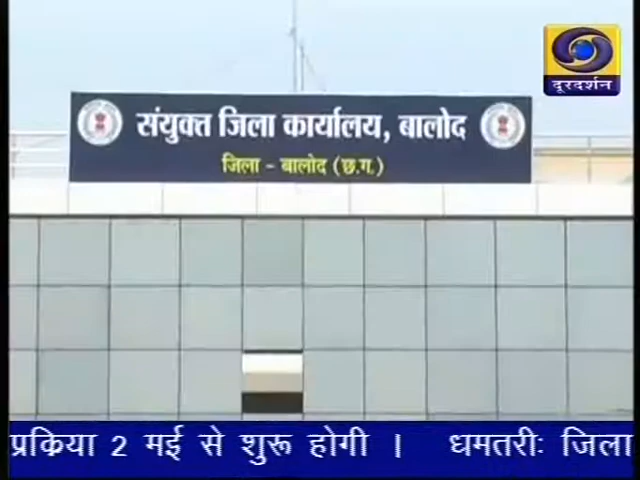 दूरदर्शन
संयुक्त जिला कार्यालय, बालोद
जिला - बालोद (छ.ग.)
प्रक्रिया 2 मई से शुरू होगी । धमतरीः जिला